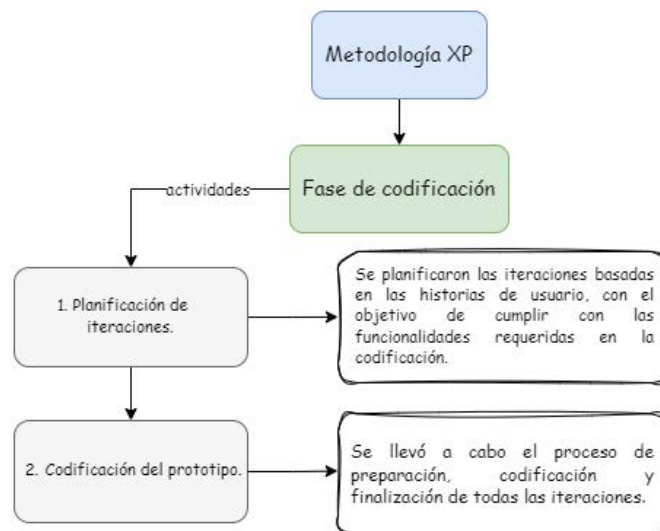 Metodología XP
Fase de codificación
actividades
1. Planificación de
iteraciones.
Se planificaron las iteraciones basadas
en las historias de usuario, con el
objetivo de cumplir con las
funcionalidades requeridas en la
codificación.
2. Codificación del prototipo.
Se llevó a cabo el proceso de
preparación, codificación y
finalización de todas las iteraciones.